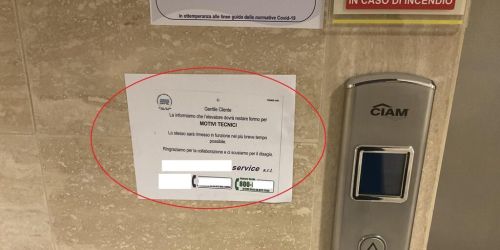 in ottemperanza alle linee guida delle normative Covid-19
IN CASO DI INCENDIO
Gentile Cliente
La informiamo che l'elevatore dovrà restare fermo per
MOTIVI TECNICI
Lo stesso sarà rimesso in funzione nel più breve tempo
possibile.
Ringraziamo per la collaborazione e ci scusiamo per il disagio.
service s.r.l.
800-
CIAM